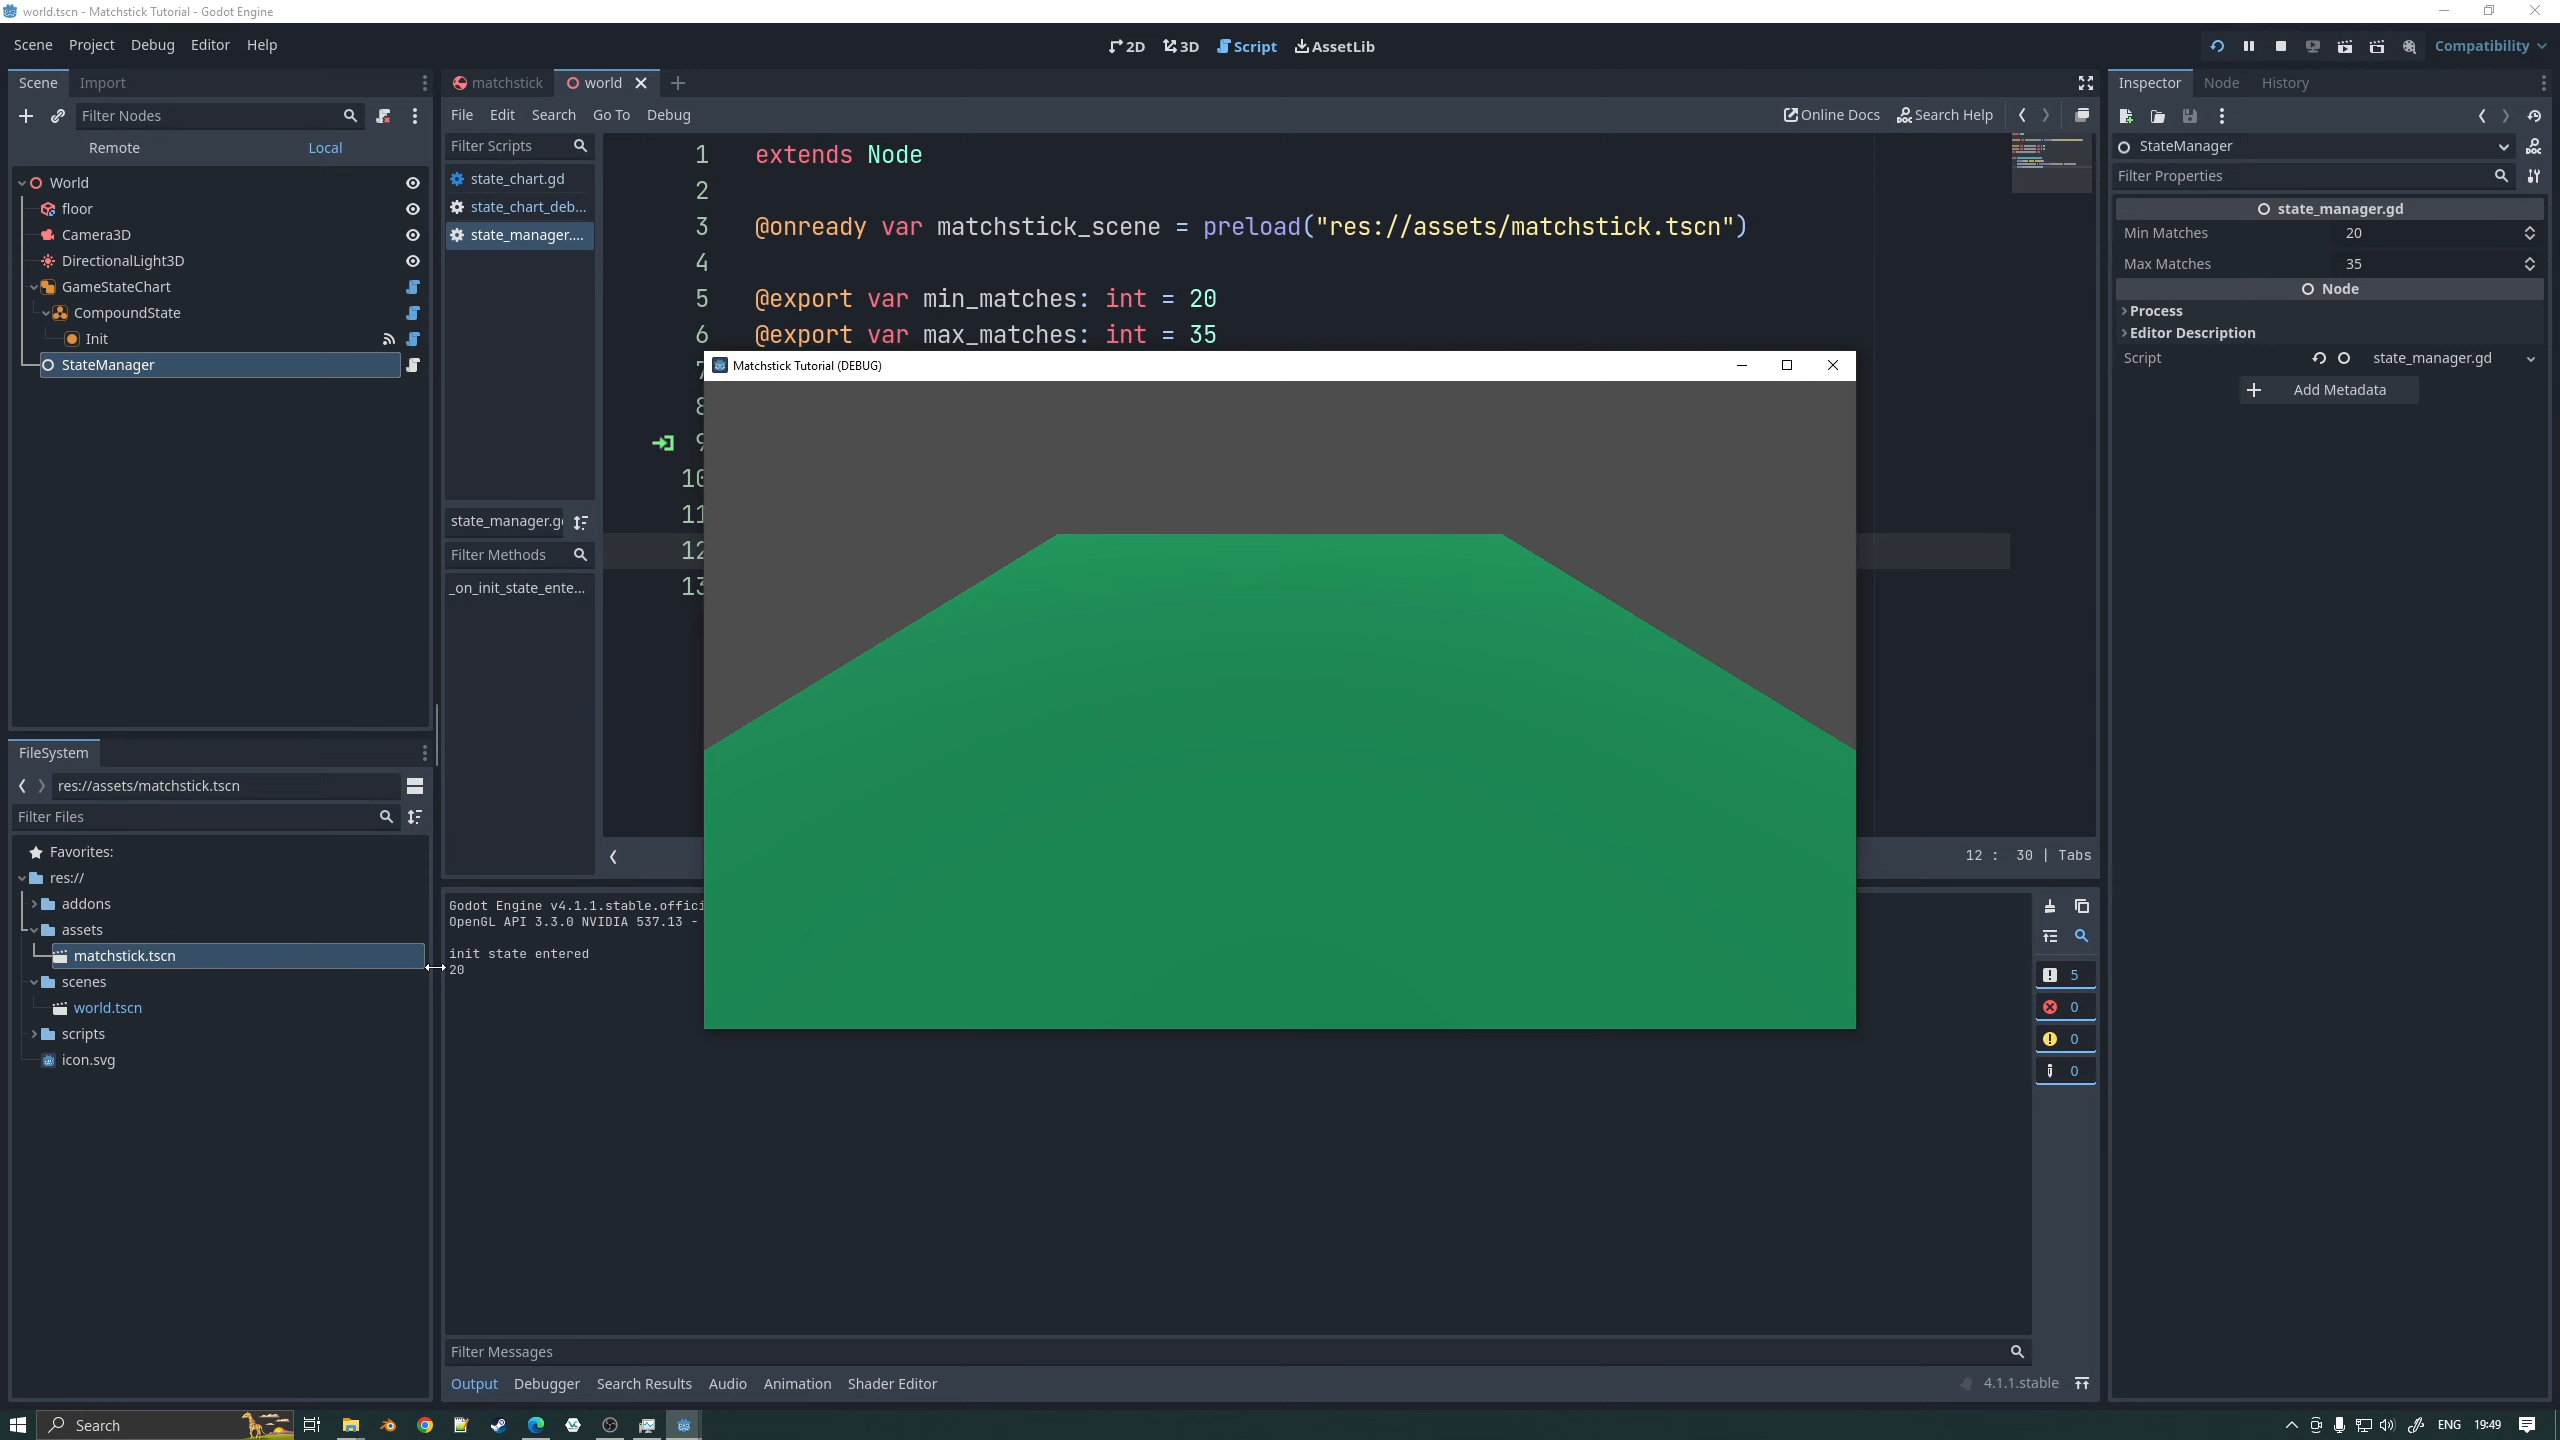 world.tscn - Matchstick Tutorial - Godot Engine
Scene Project Debug Editor Help
2D 3D Script AssetLib
Compatibility
Scene Import
matchstick world
Inspector Node History
Filter Nodes
File Edit Search Go To Debug
Online Docs Search Help
Remote Local
Filter Scripts
StateManager
Filter Properties
World
floor
Camera3D
DirectionalLight3D
GameStateChart
CompoundState
Init
StateManager
state_chart.gd
state_chart_deb...
state_manager....
state_manager.g
Filter Methods
_on_init_state_ente...
1 extends Node
2
3 @onready var matchstick_scene = preload("res://assets/matchstick.tscn")
4
5 @export var min_matches: int = 20
6 @export var max_matches: int = 35
7
8
9
10
11
12
13
Matchstick Tutorial (DEBUG)
12 : 30 | Tabs
state_manager.gd
Min Matches 20
Max Matches 35
Node
Process
Editor Description
Script state_manager.gd
Add Metadata
FileSystem
res://assets/matchstick.tscn
Filter Files
Favorites:
res://
addons
assets
matchstick.tscn
scenes
world.tscn
scripts
icon.svg
Godot Engine v4.1.1.stable.offici
OpenGL API 3.3.0 NVIDIA 537.13 -
init state entered
20
5
0
0
0
Filter Messages
Output Debugger Search Results Audio Animation Shader Editor
4.1.1.stable
Search
ENG 19:49